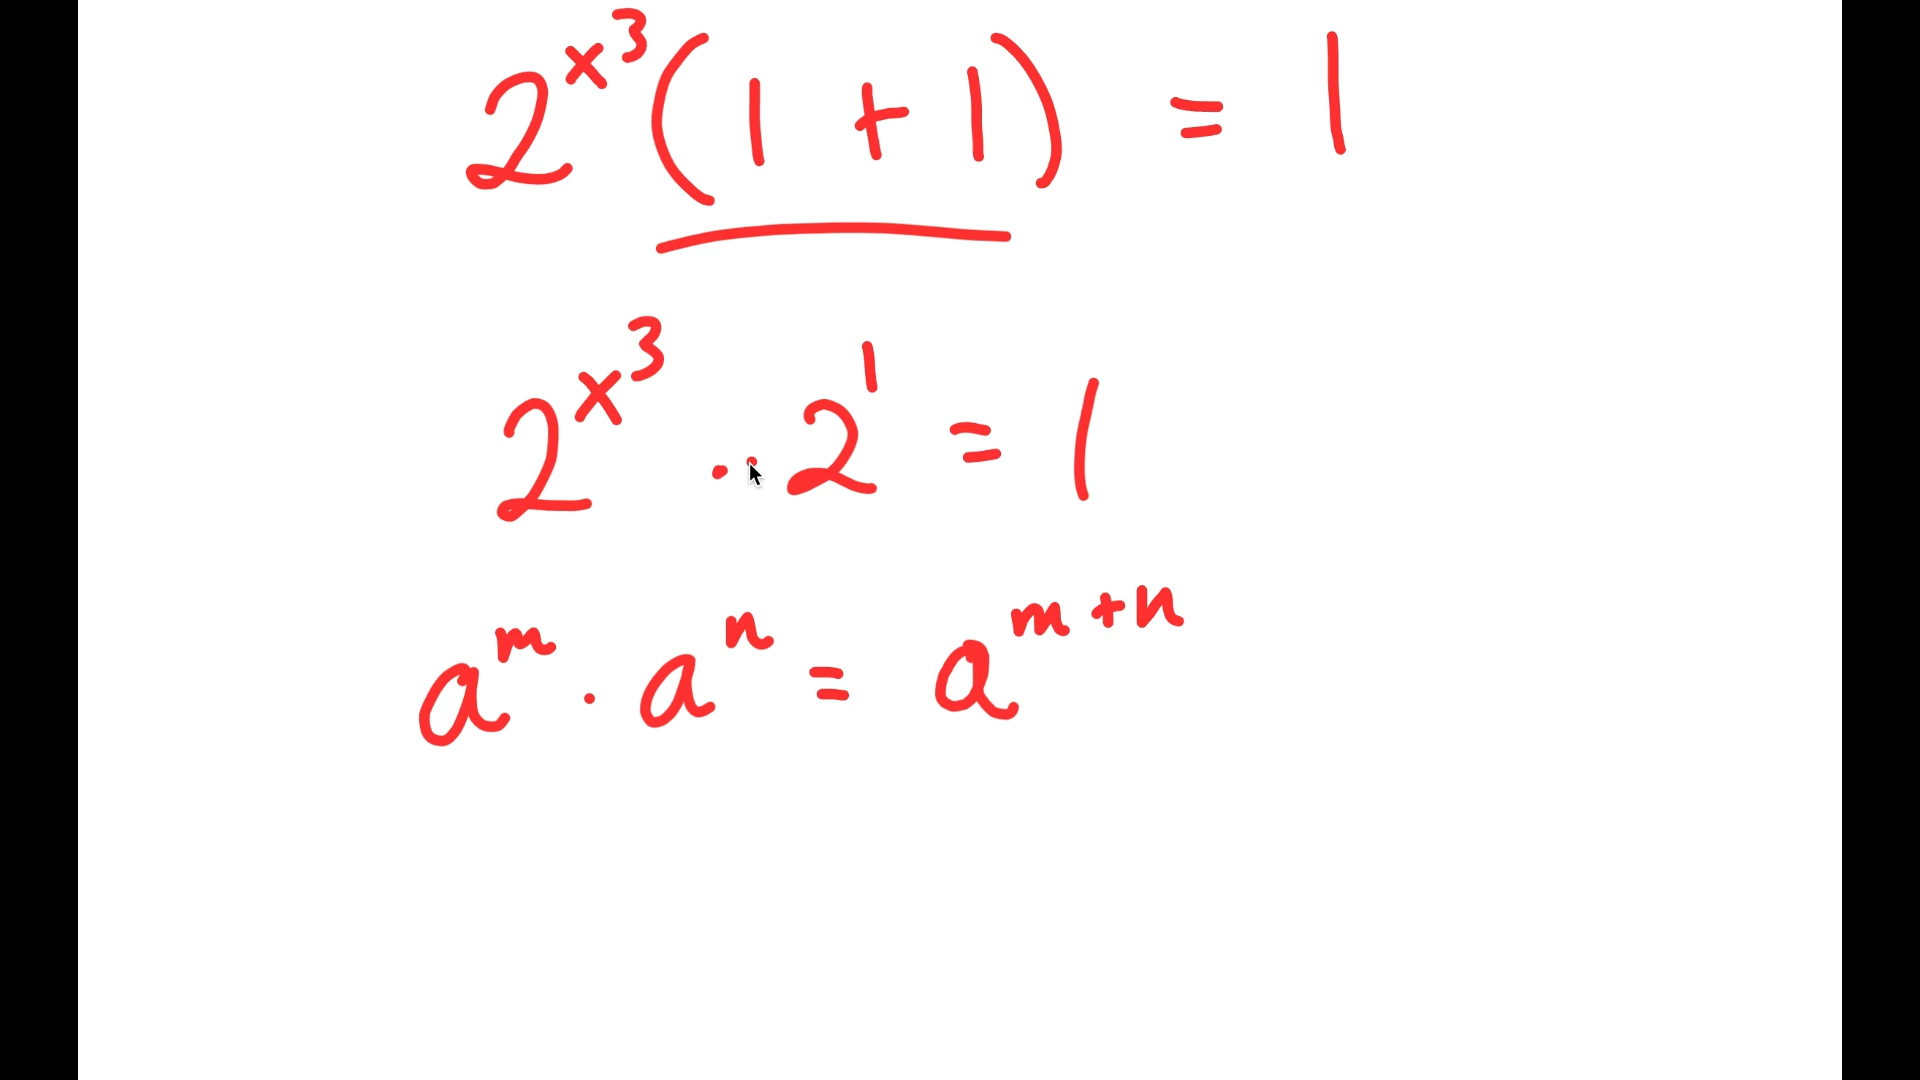 2^{x^3}(1 + 1) = 1
2^{x^3} · 2^1 = 1
a^m · a^n = a^{m+n}